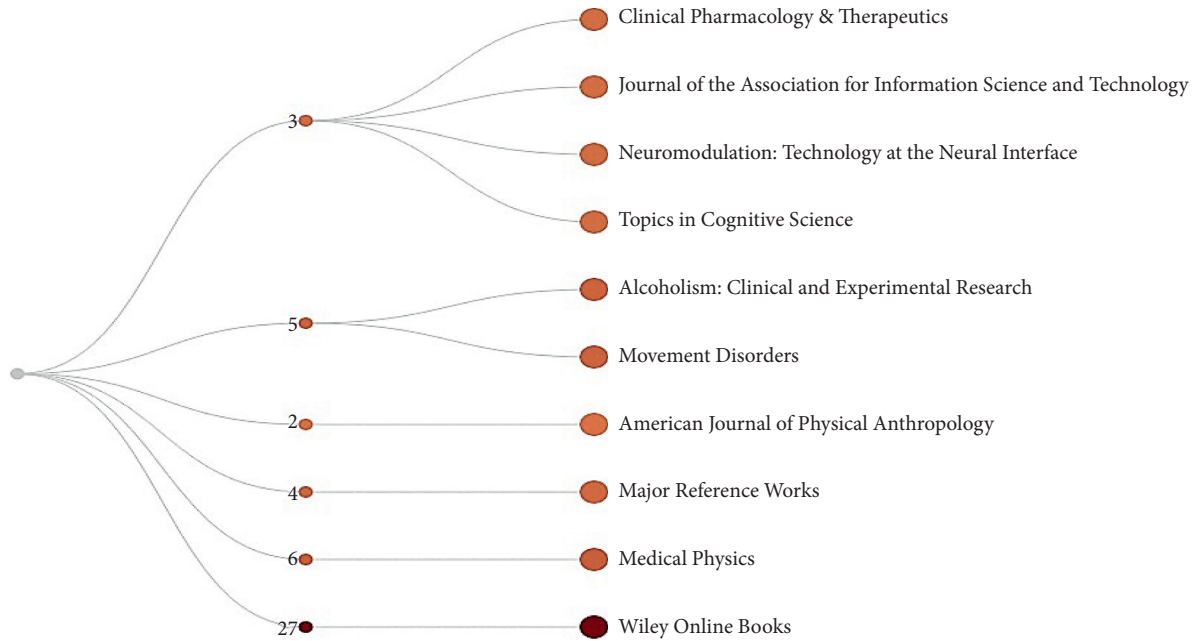 Clinical Pharmacology & Therapeutics
Journal of the Association for Information Science and Technology
3
Neuromodulation: Technology at the Neural Interface
Topics in Cognitive Science
Alcoholism: Clinical and Experimental Research
5
Movement Disorders
2
American Journal of Physical Anthropology
4
Major Reference Works
6
Medical Physics
27
Wiley Online Books